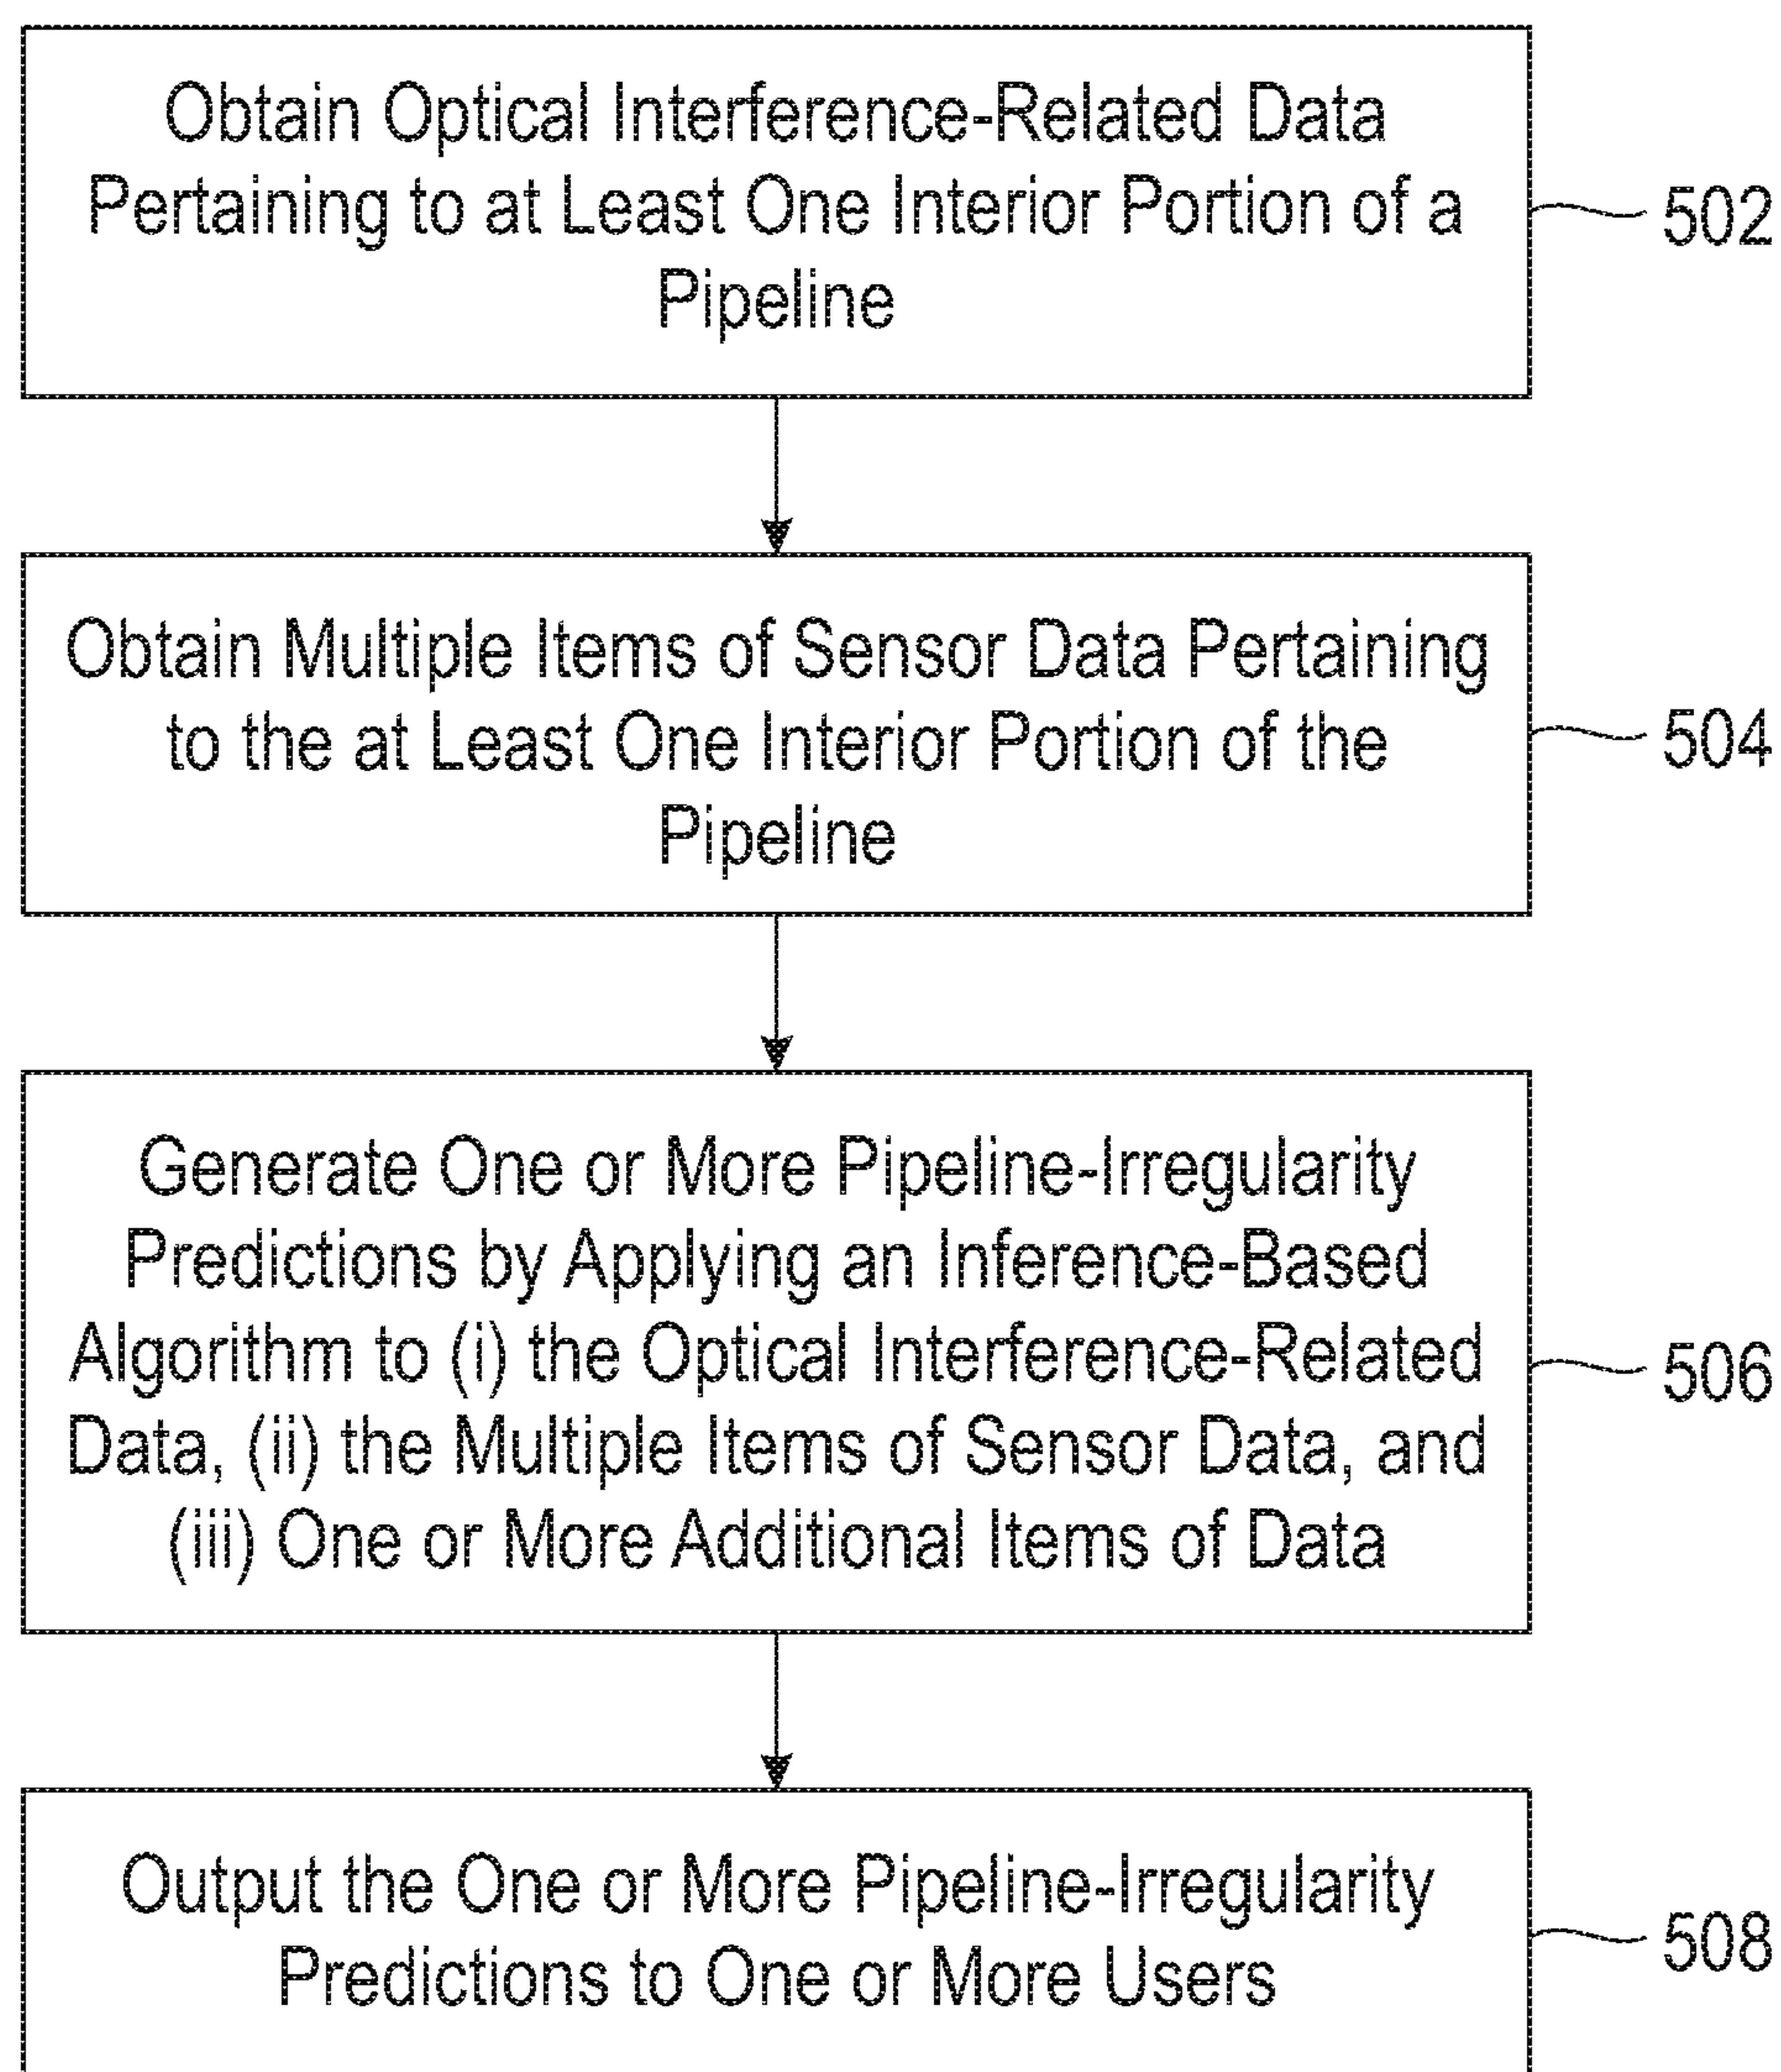 Obtain Optical Interference-Related Data
Pertaining to at Least One Interior Portion of a
Pipeline
502
Obtain Multiple Items of Sensor Data Pertaining
to the at Least One Interior Portion of the
Pipeline
504
Generate One or More Pipeline-Irregularity
Predictions by Applying an Inference-Based
Algorithm to (i) the Optical Interference-Related
Data, (ii) the Multiple Items of Sensor Data, and
(iii) One or More Additional Items of Data
506
Output the One or More Pipeline-Irregularity
Predictions to One or More Users
508